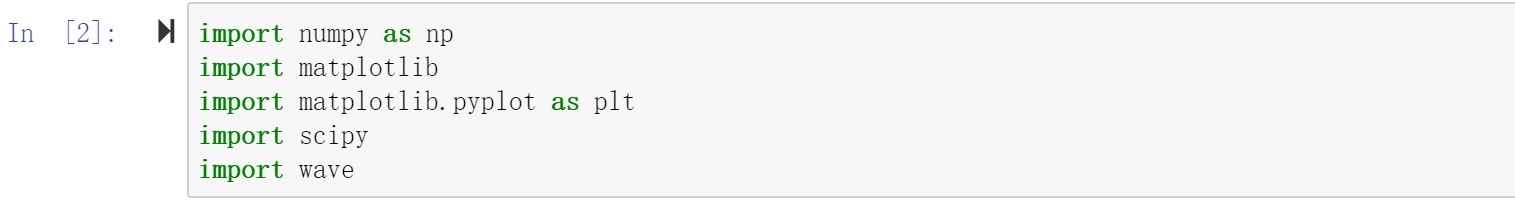 In [2]:
import numpy as np
import matplotlib
import matplotlib.pyplot as plt
import scipy
import wave